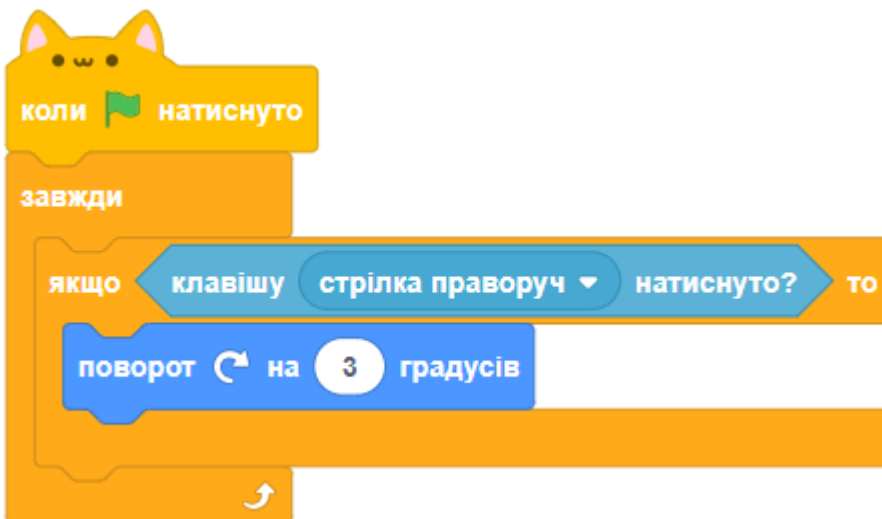 коли натиснуто
завжди
якщо клавішу стрілка праворуч натиснуто? то
поворот на 3 градусів